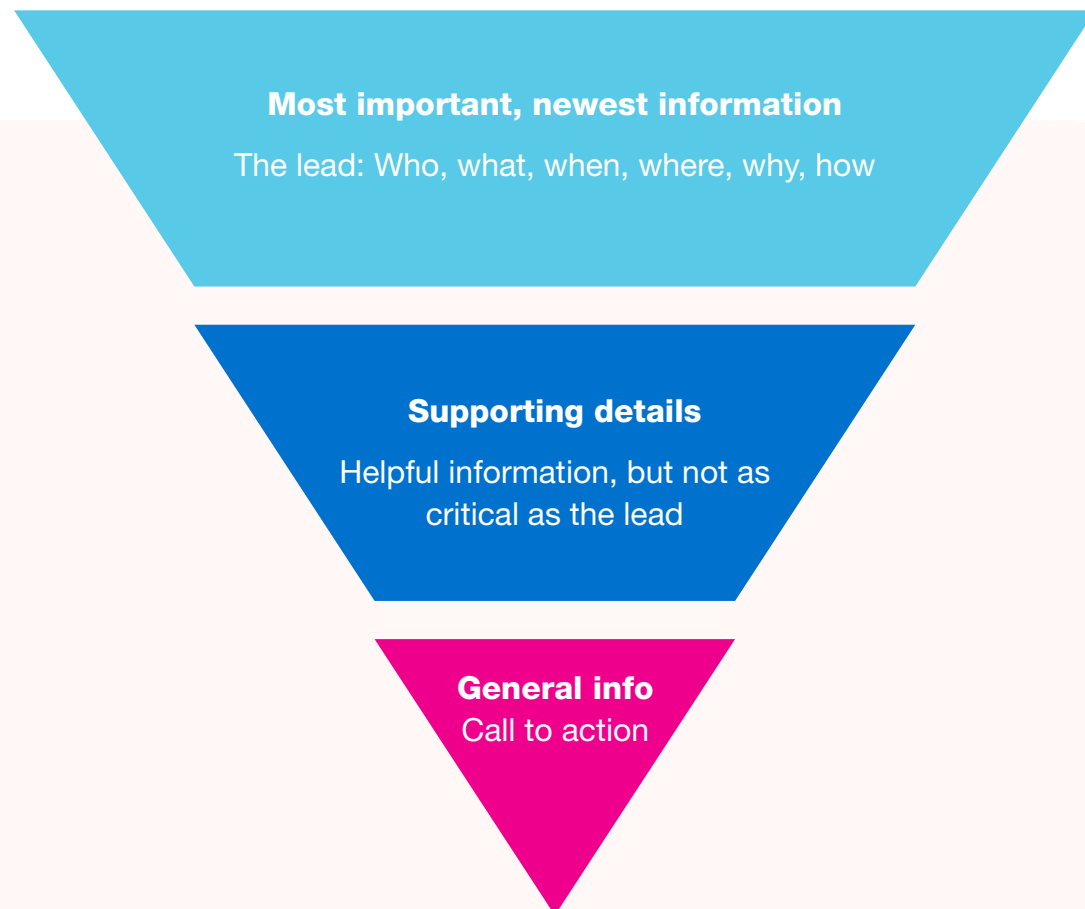 Most important, newest information
The lead: Who, what, when, where, why, how
Supporting details
Helpful information, but not as
critical as the lead
General info
Call to action